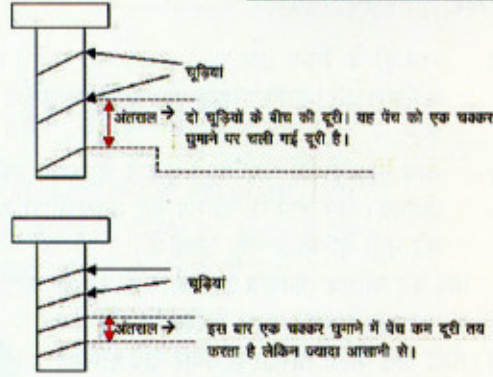 चूड़ियां
अंतराल → दो चूड़ियों के बीच की दूरी। यह पेंच को एक चक्कर
घुमाने पर चली गई दूरी है।
चूड़ियां
अंतराल → इस बार एक चक्कर घुमाने में पेंच कम दूरी तय
करता है लेकिन ज्यादा आसानी से।